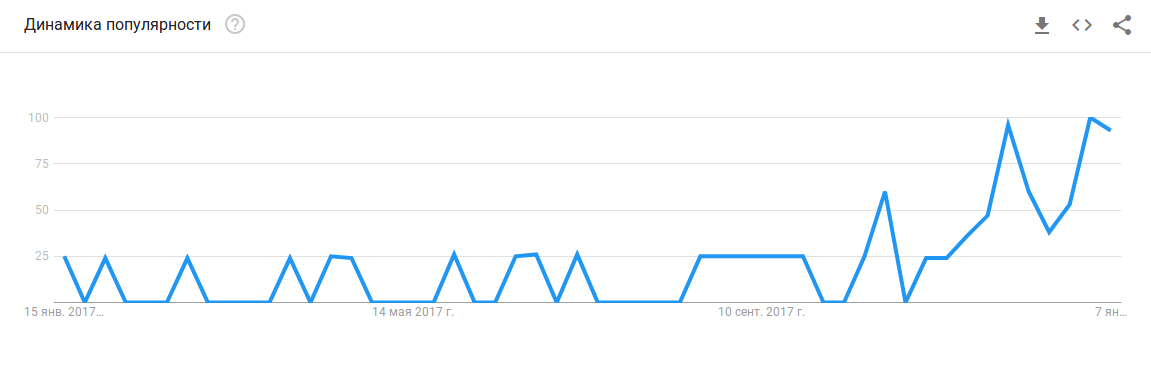 Динамика популярности ?
100
75
50
25
15 янв. 2017…
14 мая 2017 г.
10 сент. 2017 г.
7 ян…